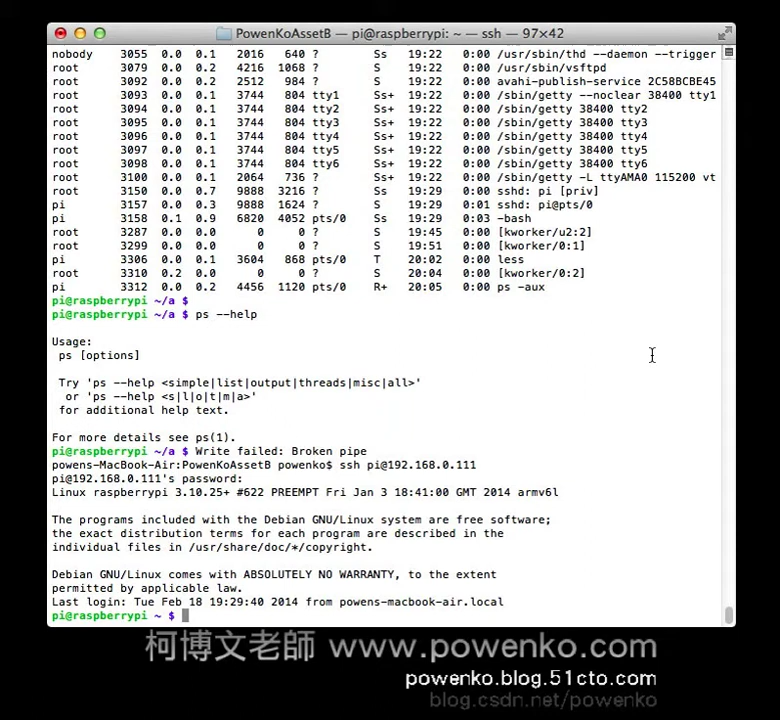 PowenKoAssetB — pi@raspberrypi: ~ — ssh — 97×42
nobody 3055 0.0 0.1 2016 640 ? Ss 19:22 0:00 /usr/sbin/thd --daemon --trigger
root 3079 0.0 0.2 4216 1068 ? S 19:22 0:00 /usr/sbin/vsftpd
root 3092 0.0 0.2 2512 984 ? S 19:22 0:00 avahi-publish-service 2C58BCBE45
root 3093 0.0 0.1 3744 804 tty1 Ss+ 19:22 0:00 /sbin/getty --noclear 38400 tty1
root 3094 0.0 0.1 3744 804 tty2 Ss+ 19:22 0:00 /sbin/getty 38400 tty2
root 3095 0.0 0.1 3744 804 tty3 Ss+ 19:22 0:00 /sbin/getty 38400 tty3
root 3096 0.0 0.1 3744 804 tty4 Ss+ 19:22 0:00 /sbin/getty 38400 tty4
root 3097 0.0 0.1 3744 804 tty5 Ss+ 19:22 0:00 /sbin/getty 38400 tty5
root 3098 0.0 0.1 3744 804 tty6 Ss+ 19:22 0:00 /sbin/getty 38400 tty6
root 3100 0.0 0.1 2064 736 ? Ss+ 19:22 0:00 /sbin/getty -L ttyAMA0 115200 vt
root 3150 0.0 0.7 9888 3216 ? Ss 19:29 0:00 sshd: pi [priv]
pi 3157 0.0 0.3 9888 1624 ? S 19:29 0:01 sshd: pi@pts/0
pi 3158 0.1 0.9 6820 4052 pts/0 Ss 19:29 0:03 -bash
root 3287 0.0 0.0 0 0 ? S 19:45 0:00 [kworker/u2:2]
root 3299 0.0 0.0 0 0 ? S 19:51 0:00 [kworker/0:1]
pi 3306 0.0 0.1 3604 868 pts/0 T 20:02 0:00 less
root 3310 0.2 0.0 0 0 ? S 20:04 0:00 [kworker/0:2]
pi 3312 0.0 0.2 4456 1120 pts/0 R+ 20:05 0:00 ps -aux
pi@raspberrypi ~/a $
pi@raspberrypi ~/a $ ps --help
Usage:
ps [options]
Try 'ps --help <simple|list|output|threads|misc|all>'
or 'ps --help <s|l|o|t|m|a>'
for additional help text.
For more details see ps(1).
pi@raspberrypi ~/a $ Write failed: Broken pipe
powens-MacBook-Air:PowenKoAssetB powenko$ ssh pi@192.168.0.111
pi@192.168.0.111's password:
Linux raspberrypi 3.10.25+ #622 PREEMPT Fri Jan 3 18:41:00 GMT 2014 armv6l
The programs included with the Debian GNU/Linux system are free software;
the exact distribution terms for each program are described in the
individual files in /usr/share/doc/*/copyright.
Debian GNU/Linux comes with ABSOLUTELY NO WARRANTY, to the extent
permitted by applicable law.
Last login: Tue Feb 18 19:29:40 2014 from powens-macbook-air.local
pi@raspberrypi ~ $
柯博文老師 www.powenko.com
powenko.blog.51cto.com
blog.csdn.net/powenko